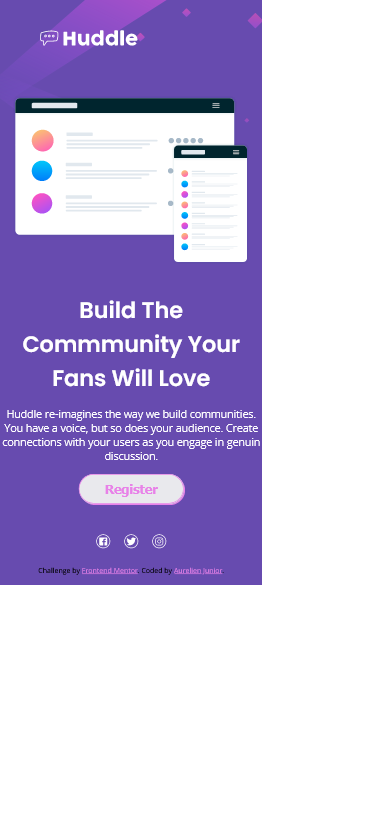 Huddle
Build The
Commmunity Your
Fans Will Love
Huddle re-imagines the way we build communities.
You have a voice, but so does your audience. Create
connections with your users as you engage in genuin
discussion.
Register
Challenge by Frontend Mentor. Coded by Aurelien Junior.